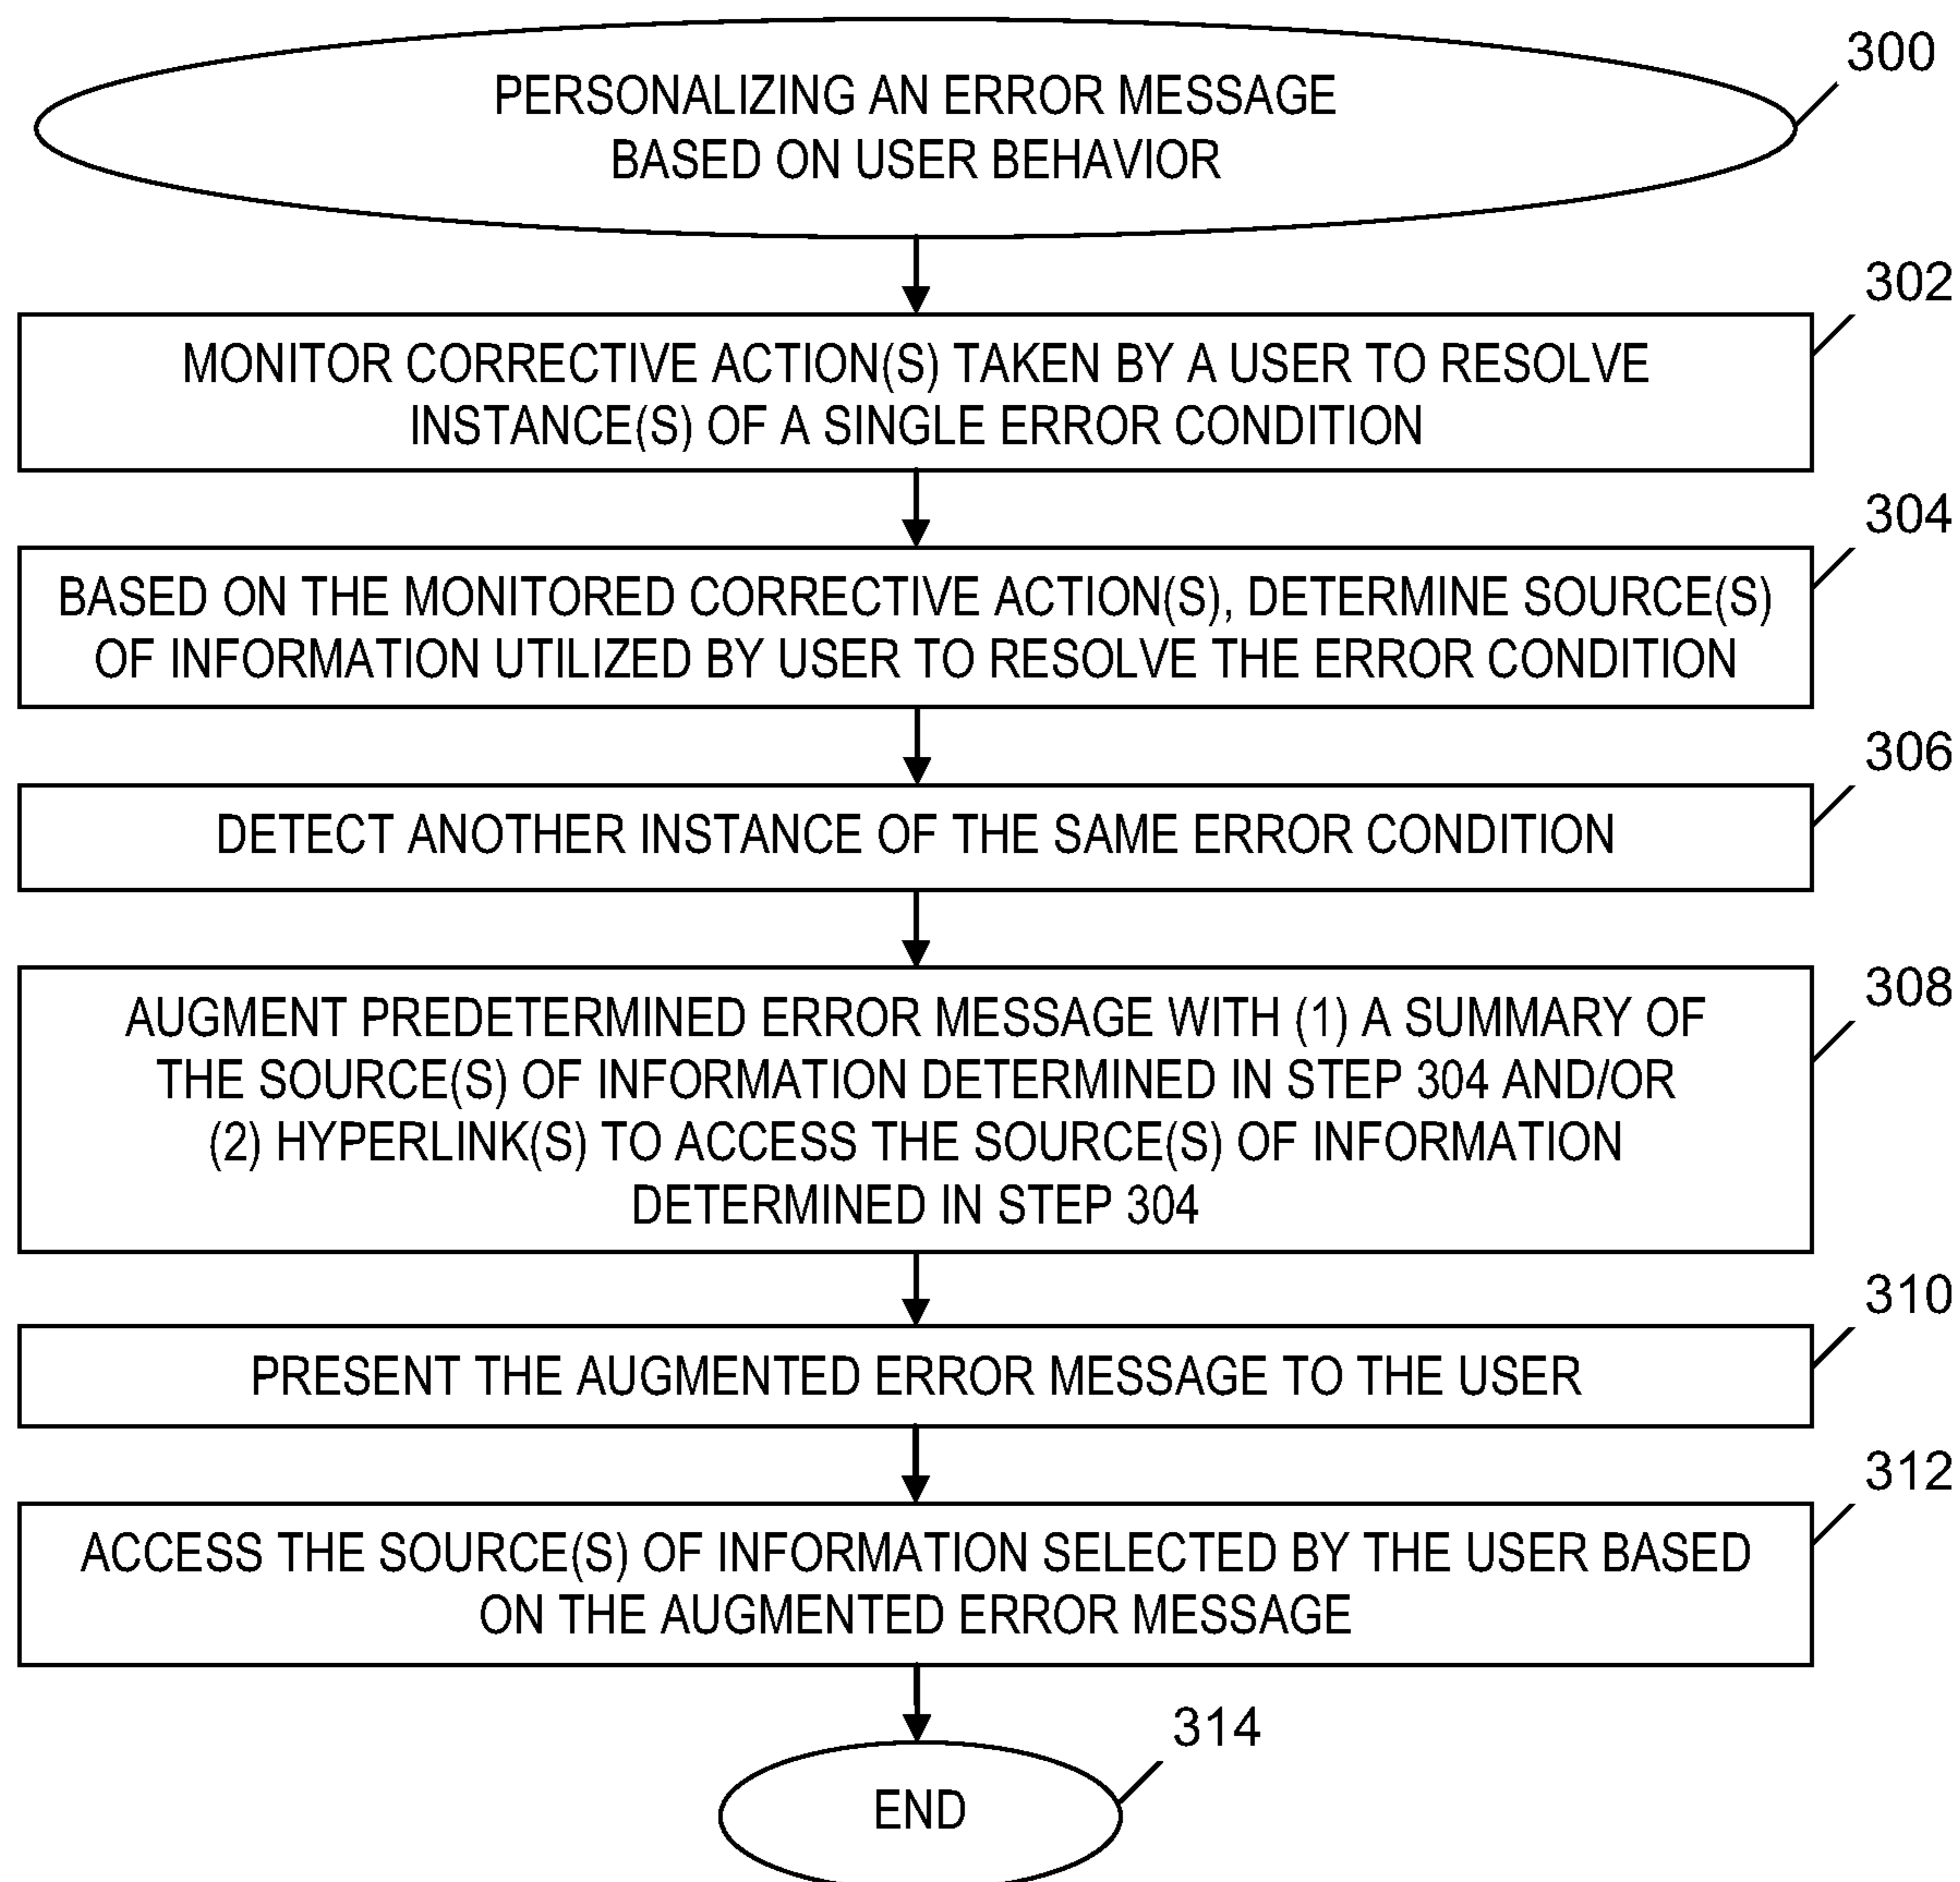 300
PERSONALIZING AN ERROR MESSAGE
BASED ON USER BEHAVIOR
302
MONITOR CORRECTIVE ACTION(S) TAKEN BY A USER TO RESOLVE
INSTANCE(S) OF A SINGLE ERROR CONDITION
304
BASED ON THE MONITORED CORRECTIVE ACTION(S), DETERMINE SOURCE(S)
OF INFORMATION UTILIZED BY USER TO RESOLVE THE ERROR CONDITION
306
DETECT ANOTHER INSTANCE OF THE SAME ERROR CONDITION
308
AUGMENT PREDETERMINED ERROR MESSAGE WITH (1) A SUMMARY OF
THE SOURCE(S) OF INFORMATION DETERMINED IN STEP 304 AND/OR
(2) HYPERLINK(S) TO ACCESS THE SOURCE(S) OF INFORMATION
DETERMINED IN STEP 304
310
PRESENT THE AUGMENTED ERROR MESSAGE TO THE USER
312
ACCESS THE SOURCE(S) OF INFORMATION SELECTED BY THE USER BASED
ON THE AUGMENTED ERROR MESSAGE
314
END